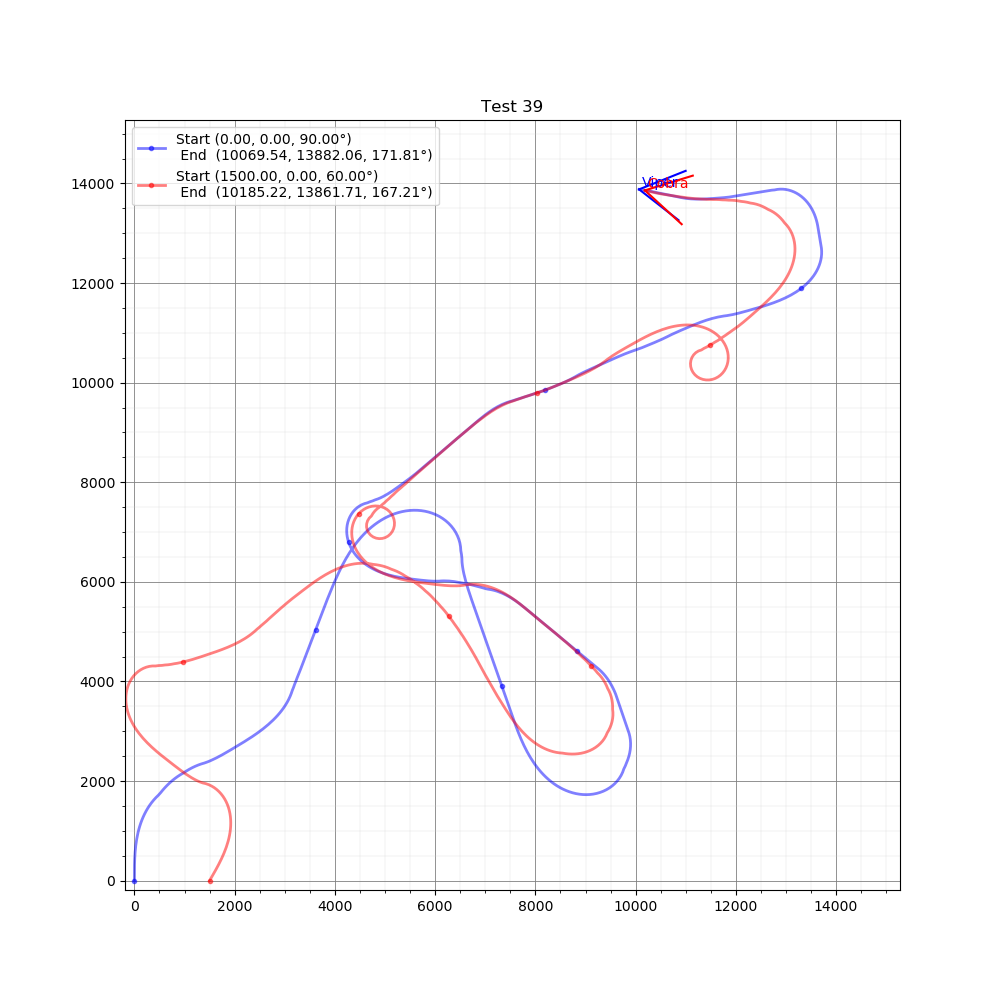 Test 39
Start (0.00, 0.00, 90.00°)
End (10069.54, 13882.06, 171.81°)
Start (1500.00, 0.00, 60.00°)
End (10185.22, 13861.71, 167.21°)
14000
12000
10000
8000
6000
4000
2000
0
0 2000 4000 6000 8000 10000 12000 14000